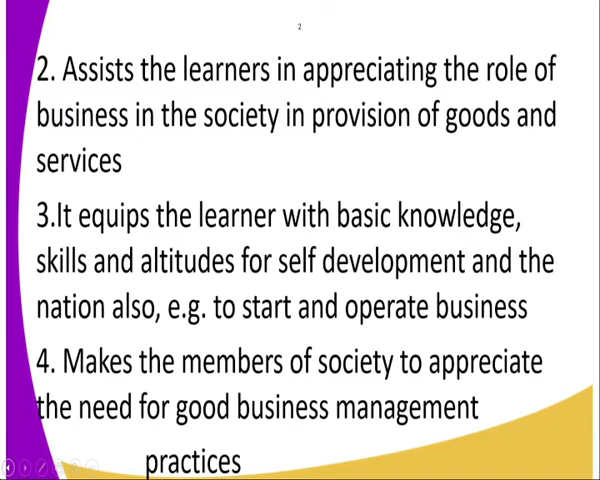 2
2. Assists the learners in appreciating the role of
business in the society in provision of goods and
services
3.It equips the learner with basic knowledge,
skills and altitudes for self development and the
nation also, e.g. to start and operate business
4. Makes the members of society to appreciate
the need for good business management
practices